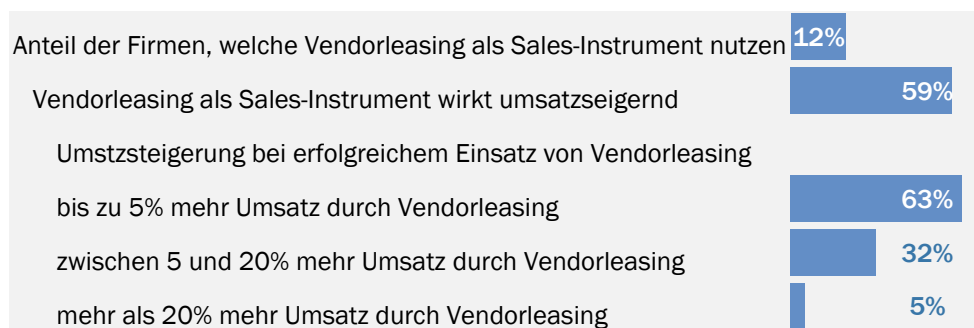 Anteil der Firmen, welche Vendorleasing als Sales-Instrument nutzen 12%
Vendorleasing als Sales-Instrument wirkt umsatzseigernd 59%
Umstzsteigerung bei erfolgreichem Einsatz von Vendorleasing
bis zu 5% mehr Umsatz durch Vendorleasing 63%
zwischen 5 und 20% mehr Umsatz durch Vendorleasing 32%
mehr als 20% mehr Umsatz durch Vendorleasing 5%